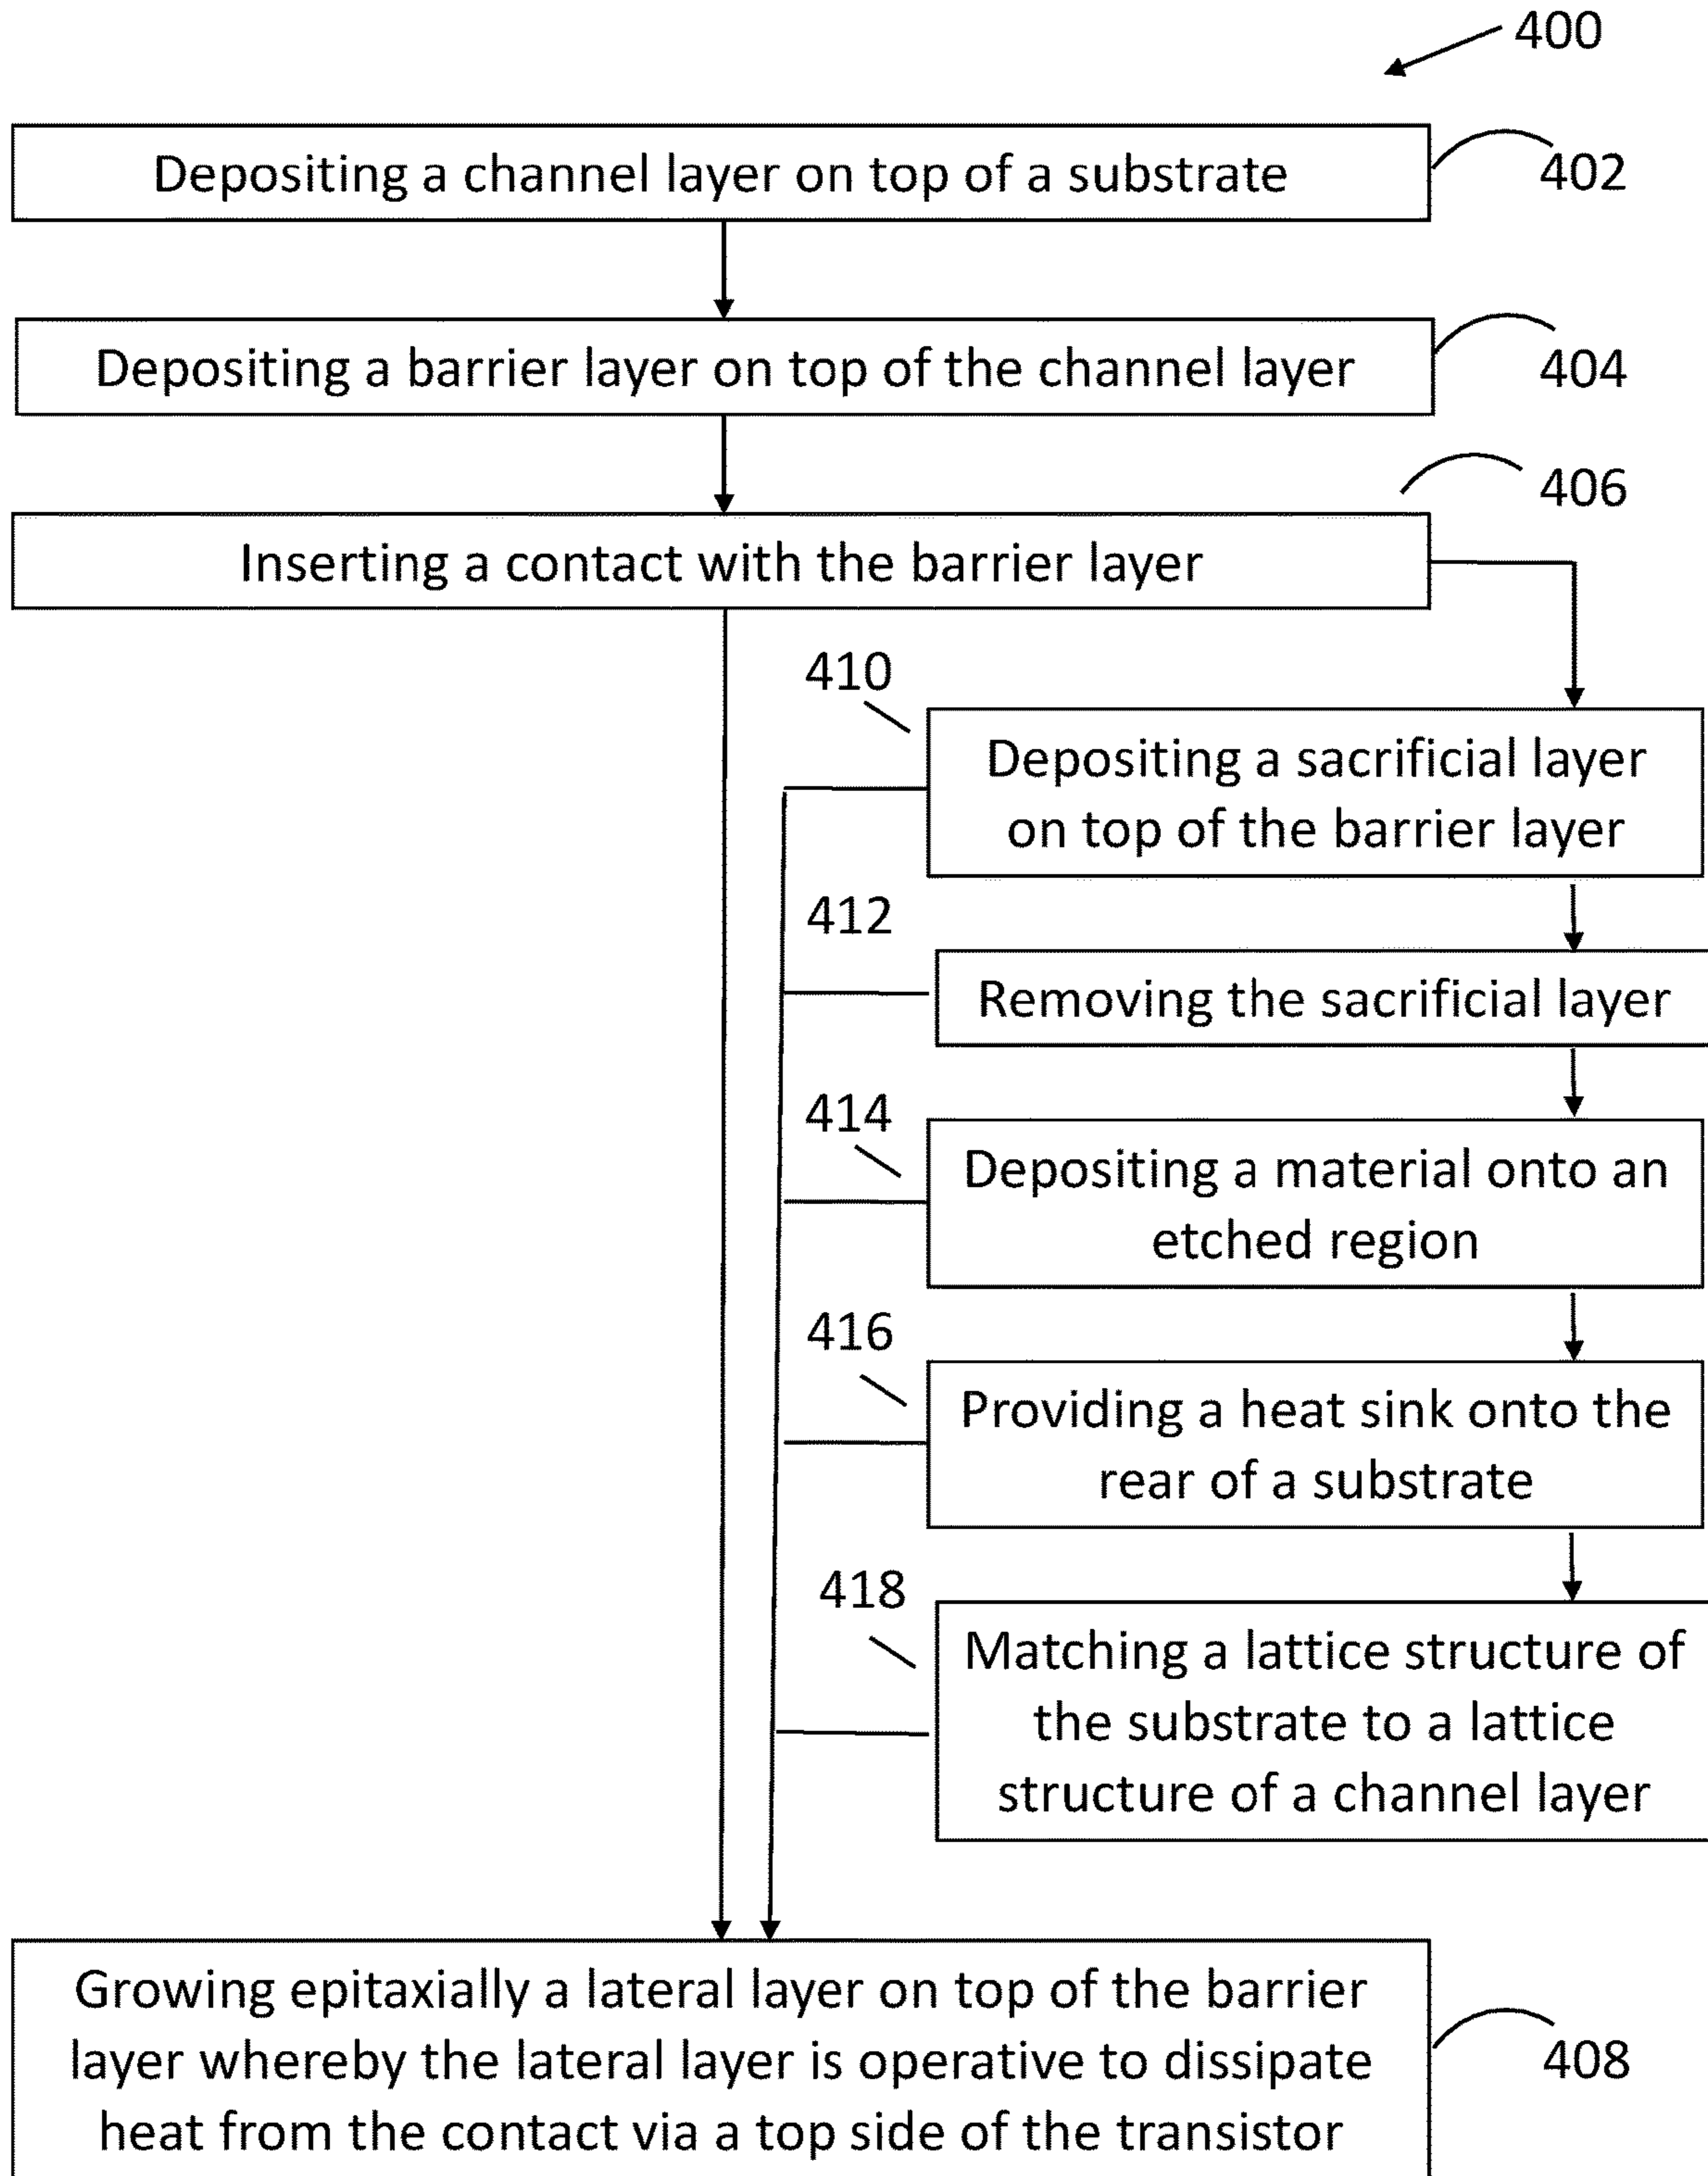 400
Depositing a channel layer on top of a substrate
402
Depositing a barrier layer on top of the channel layer
404
406
Inserting a contact with the barrier layer
410
Depositing a sacrificial layer
on top of the barrier layer
412
Removing the sacrificial layer
414
Depositing a material onto an
etched region
416
Providing a heat sink onto the
rear of a substrate
418
Matching a lattice structure of
the substrate to a lattice
structure of a channel layer
Growing epitaxially a lateral layer on top of the barrier
layer whereby the lateral layer is operative to dissipate
heat from the contact via a top side of the transistor
408